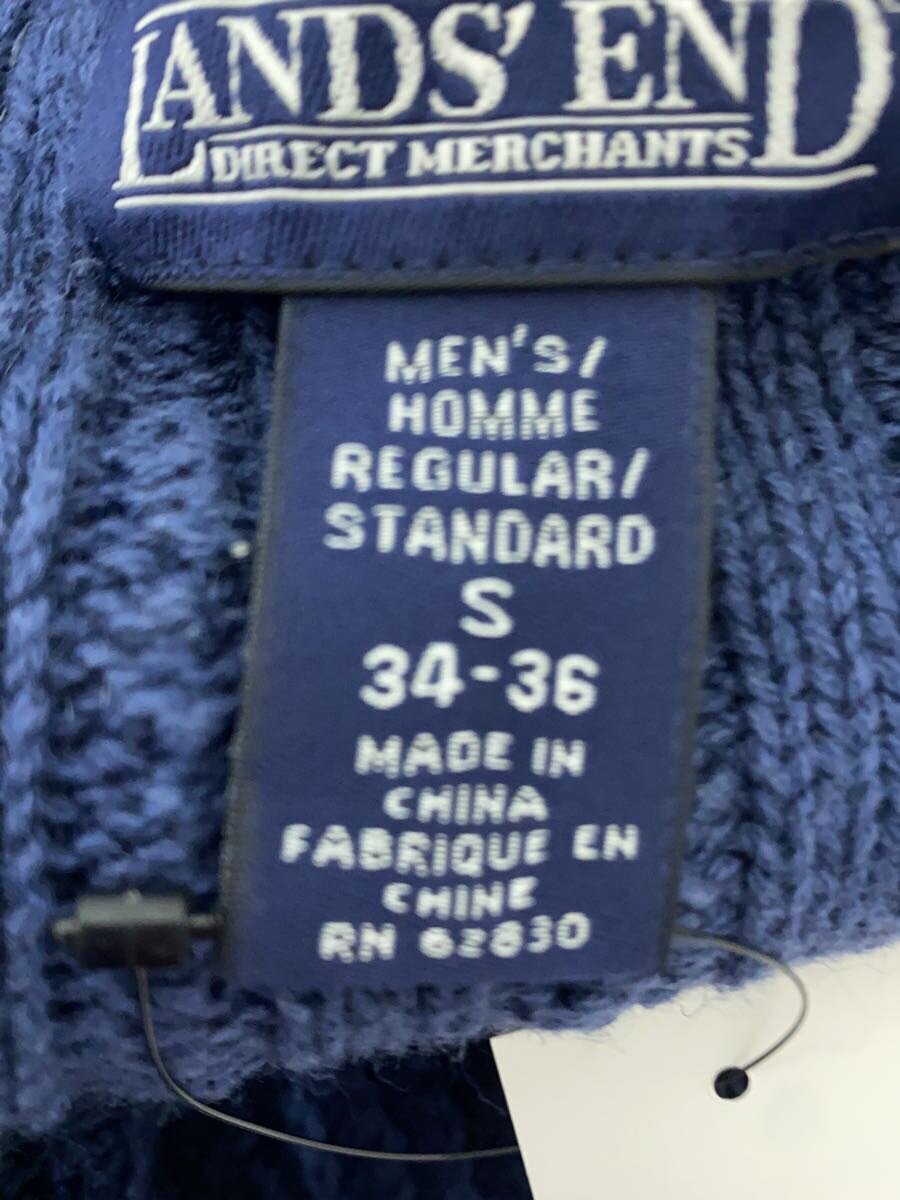 LANDS' END
DIRECT MERCHANTS
MEN'S/
HOMME
REGULAR/
STANDARD
S
34-36
MADE IN
CHINA
FABRIQUE EN
CHINE
RN 62830